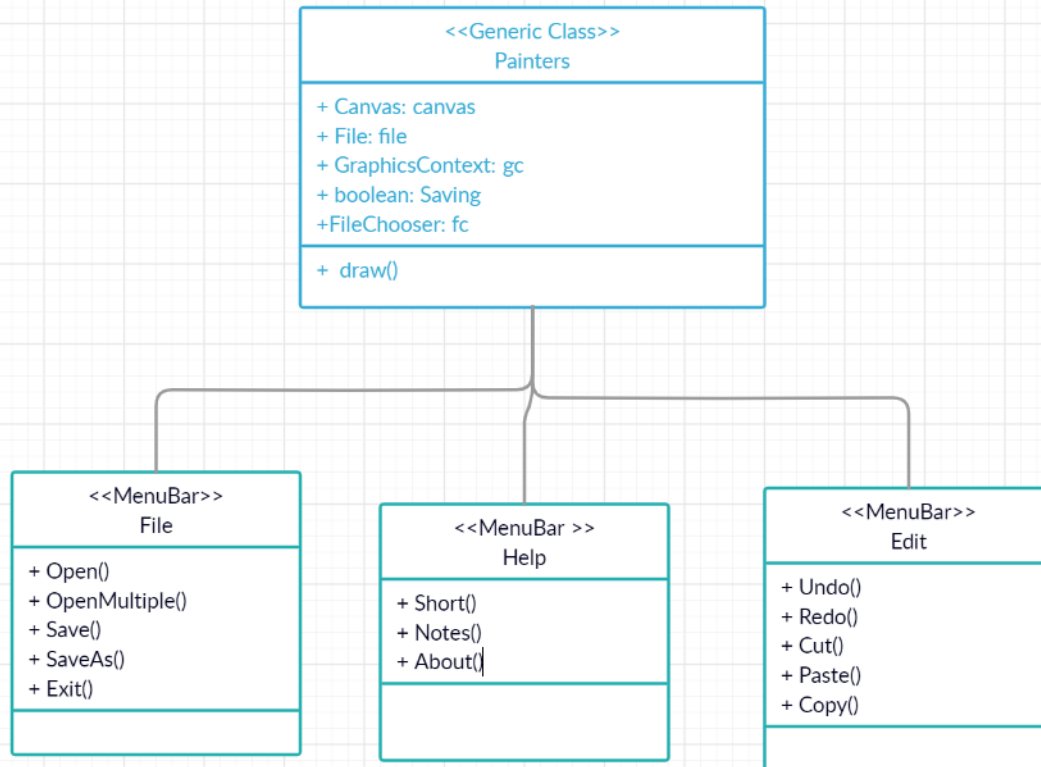 <<Generic Class>>
Painters
+ Canvas: canvas
+ File: file
+ GraphicsContext: gc
+ boolean: Saving
+FileChooser: fc
+ draw()
<<MenuBar>>
File
+ Open()
+ OpenMultiple()
+ Save()
+ SaveAs()
+ Exit()
<<MenuBar >>
Help
+ Short()
+ Notes()
+ About()
<<MenuBar>>
Edit
+ Undo()
+ Redo()
+ Cut()
+ Paste()
+ Copy()